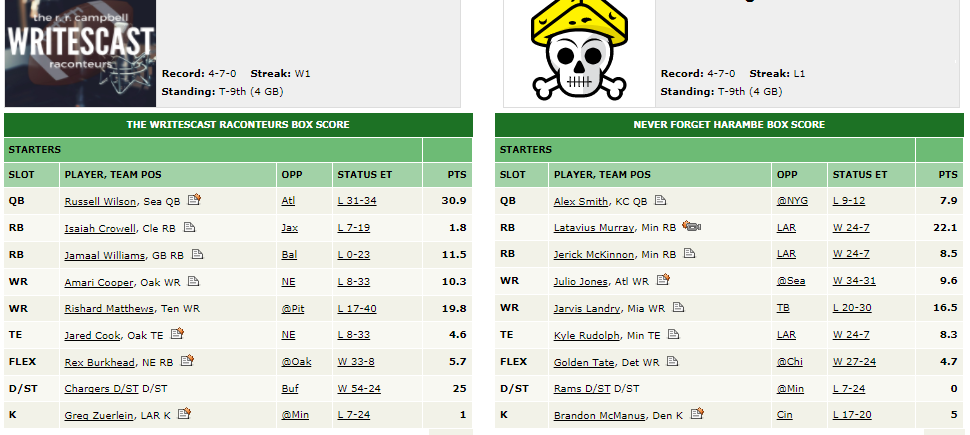 the r. r. campbell
WRITESCAST
raconteurs
Record: 4-7-0 Streak: W1
Standing: T-9th (4 GB)
Record: 4-7-0 Streak: L1
Standing: T-9th (4 GB)
THE WRITESCAST RACONTEURS BOX SCORE
STARTERS
SLOT PLAYER, TEAM POS OPP STATUS ET PTS
QB Russell Wilson, Sea QB Atl L 31-34 30.9
RB Isaiah Crowell, Cle RB Jax L 7-19 1.8
RB Jamaal Williams, GB RB Bal L 0-23 11.5
WR Amari Cooper, Oak WR NE L 8-33 10.3
WR Rishard Matthews, Ten WR @Pit L 17-40 19.8
TE Jared Cook, Oak TE NE L 8-33 4.6
FLEX Rex Burkhead, NE RB @Oak W 33-8 5.7
D/ST Chargers D/ST D/ST Buf W 54-24 25
K Greg Zuerlein, LAR K @Min L 7-24 1
NEVER FORGET HARAMBE BOX SCORE
STARTERS
SLOT PLAYER, TEAM POS OPP STATUS ET PTS
QB Alex Smith, KC QB @NYG L 9-12 7.9
RB Latavius Murray, Min RB LAR W 24-7 22.1
RB Jerick McKinnon, Min RB LAR W 24-7 8.5
WR Julio Jones, Atl WR @Sea W 34-31 9.6
WR Jarvis Landry, Mia WR TB L 20-30 16.5
TE Kyle Rudolph, Min TE LAR W 24-7 8.3
FLEX Golden Tate, Det WR @Chi W 27-24 4.7
D/ST Rams D/ST D/ST @Min L 7-24 0
K Brandon McManus, Den K Cin L 17-20 5